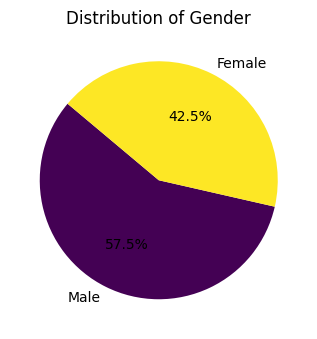 Distribution of Gender
Female
42.5%
57.5%
Male